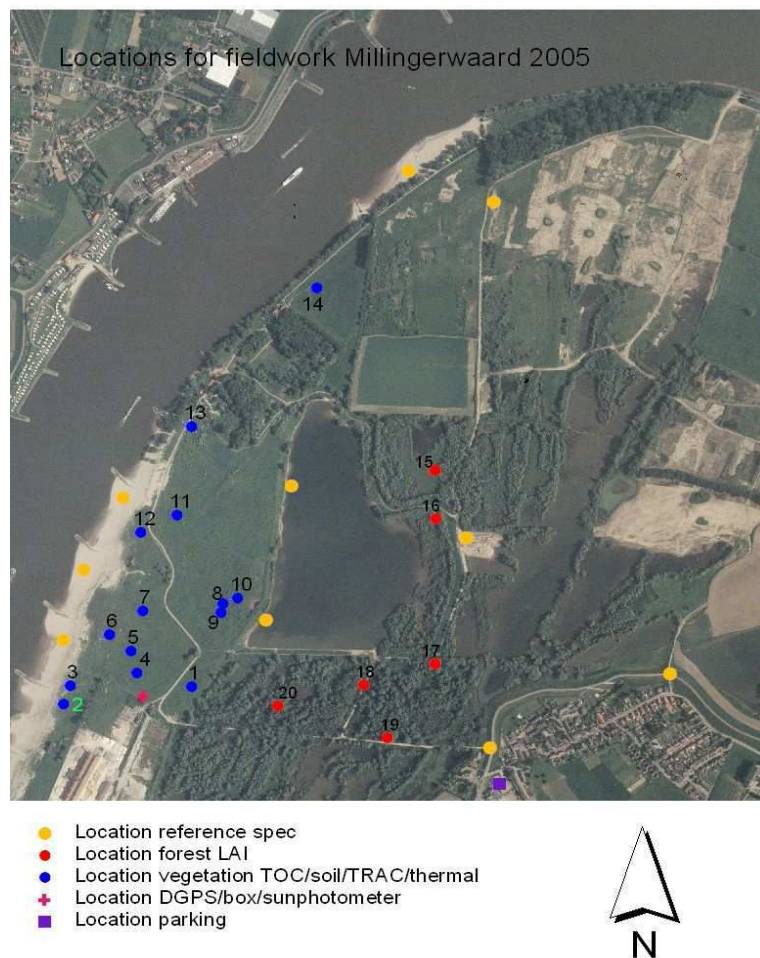 Locations for fieldwork Millingerwaard 2005
14
13
15
11
16
12
8
10
7
9
6
5
17
4
3
1
18
2
20
19
Location reference spec
Location forest LAI
Location vegetation TOC/soil/TRAC/thermal
Location DGPS/box/sunphotometer
Location parking
N